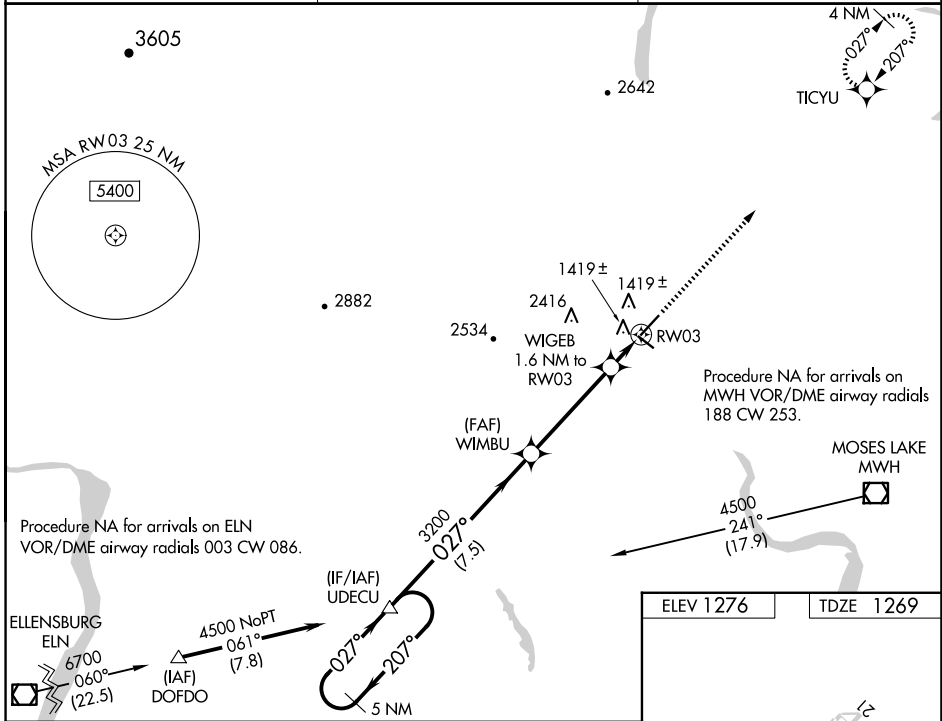 3605
4 NM
027°
207°
TICYU
2642
MSA RW03 25 NM
5400
2882
1419±
1419±
2416
2534
WIGEB
1.6 NM to
RW03
RW03
Procedure NA for arrivals on
MWH VOR/DME airway radials
188 CW 253.
(FAF)
WIMBU
MOSES LAKE
MWH
4500
241°
(17.9)
3200
027°
(7.5)
Procedure NA for arrivals on ELN
VOR/DME airway radials 003 CW 086.
(IF/IAF)
UDECU
ELLENSBURG
ELN
6700
060°
(22.5)
4500 NoPT
061°
(7.8)
(IAF)
DOFDO
027°
207°
5 NM
ELEV 1276
TDZE 1269
21